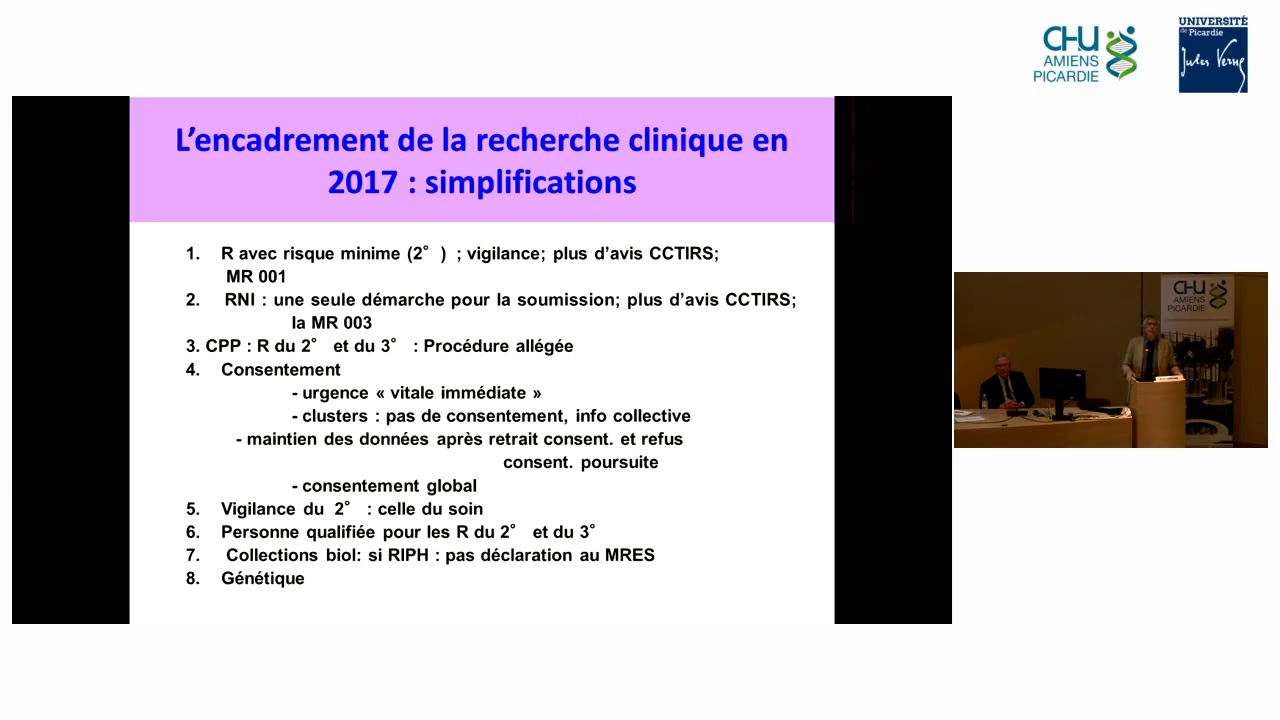 CHU
AMIENS
PICARDIE
UNIVERSITÉ
de Picardie
Jules Verne
L’encadrement de la recherche clinique en
2017 : simplifications
1. R avec risque minime (2° ) ; vigilance; plus d’avis CCTIRS;
MR 001
2. RNI : une seule démarche pour la soumission; plus d’avis CCTIRS;
la MR 003
3. CPP : R du 2° et du 3° : Procédure allégée
4. Consentement
- urgence « vitale immédiate »
- clusters : pas de consentement, info collective
- maintien des données après retrait consent. et refus
consent. poursuite
- consentement global
5. Vigilance du 2° : celle du soin
6. Personne qualifiée pour les R du 2° et du 3°
7. Collections biol: si RIPH : pas déclaration au MRES
8. Génétique
CHU
AMIENS
PICARDIE